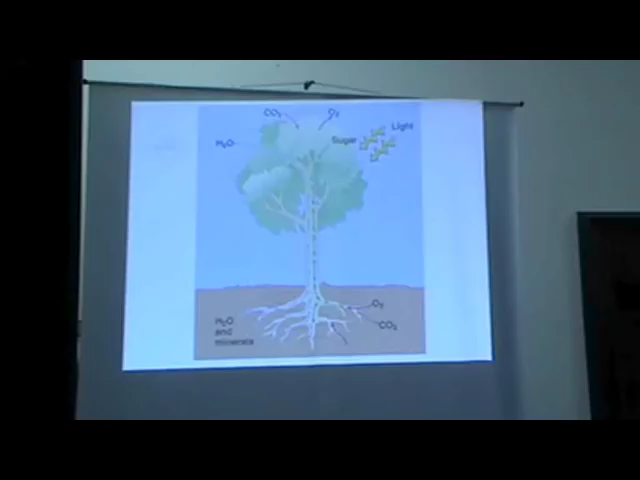 CO₂
O₂
Light
H₂O
Sugar
O₂
H₂O
and
minerals
CO₂